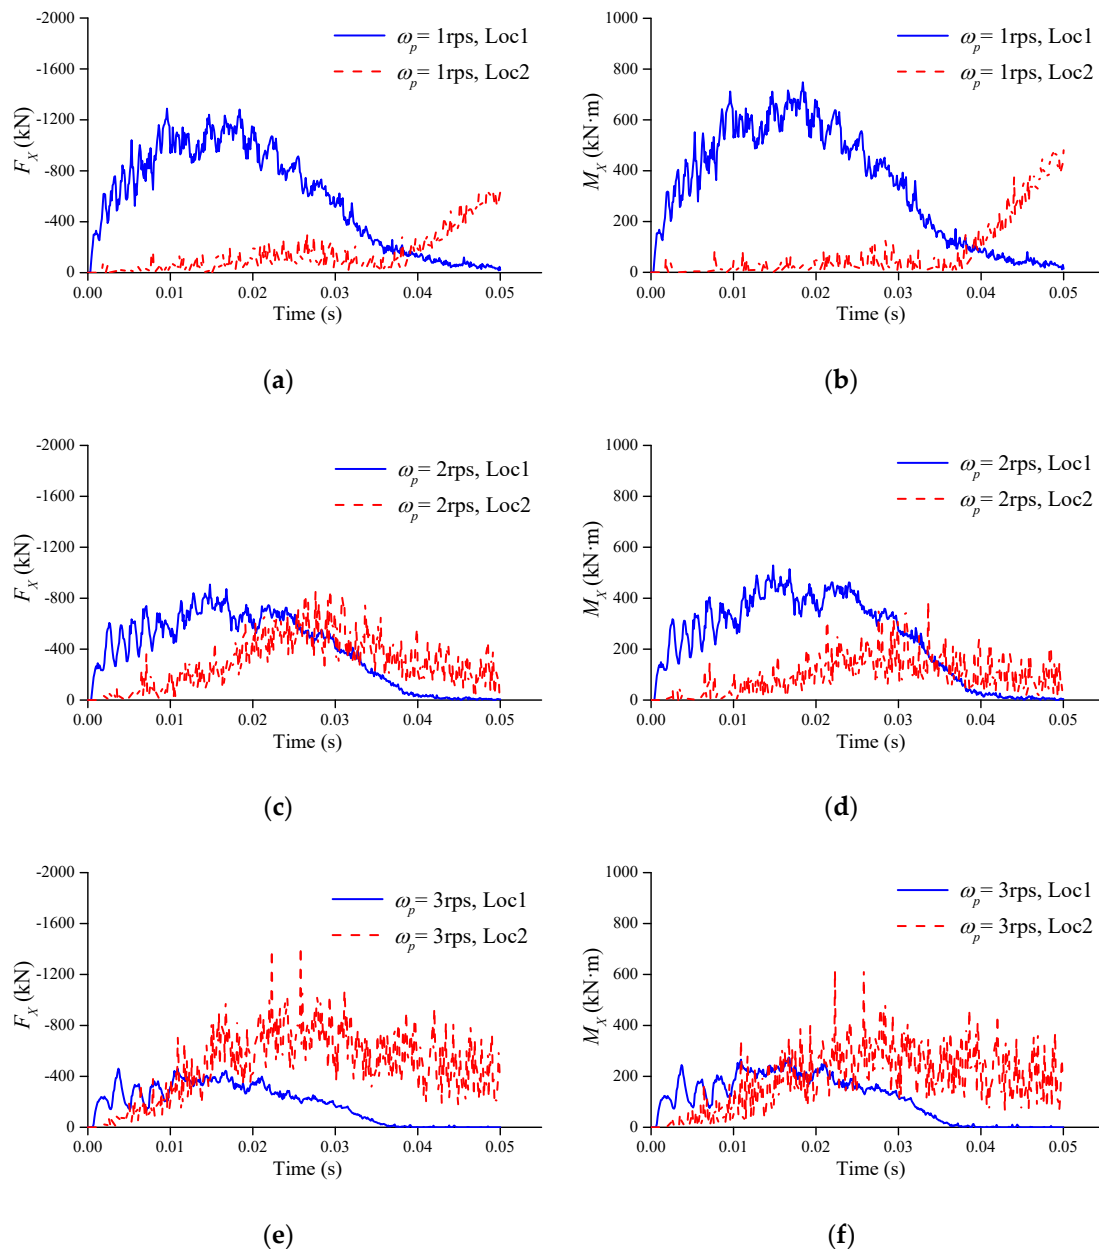 -2000
-1600
-1200
-800
-400
0
F_X (kN)
ω_p = 1rps, Loc1
ω_p = 1rps, Loc2
0.00 0.01 0.02 0.03 0.04 0.05
Time (s)
(a)
1000
800
600
400
200
0
M_X (kN·m)
ω_p = 1rps, Loc1
ω_p = 1rps, Loc2
0.00 0.01 0.02 0.03 0.04 0.05
Time (s)
(b)
-2000
-1600
-1200
-800
-400
0
F_X (kN)
ω_p = 2rps, Loc1
ω_p = 2rps, Loc2
0.00 0.01 0.02 0.03 0.04 0.05
Time (s)
(c)
1000
800
600
400
200
0
M_X (kN·m)
ω_p = 2rps, Loc1
ω_p = 2rps, Loc2
0.00 0.01 0.02 0.03 0.04 0.05
Time (s)
(d)
-2000
-1600
-1200
-800
-400
0
F_X (kN)
ω_p = 3rps, Loc1
ω_p = 3rps, Loc2
0.00 0.01 0.02 0.03 0.04 0.05
Time (s)
(e)
1000
800
600
400
200
0
M_X (kN·m)
ω_p = 3rps, Loc1
ω_p = 3rps, Loc2
0.00 0.01 0.02 0.03 0.04 0.05
Time (s)
(f)